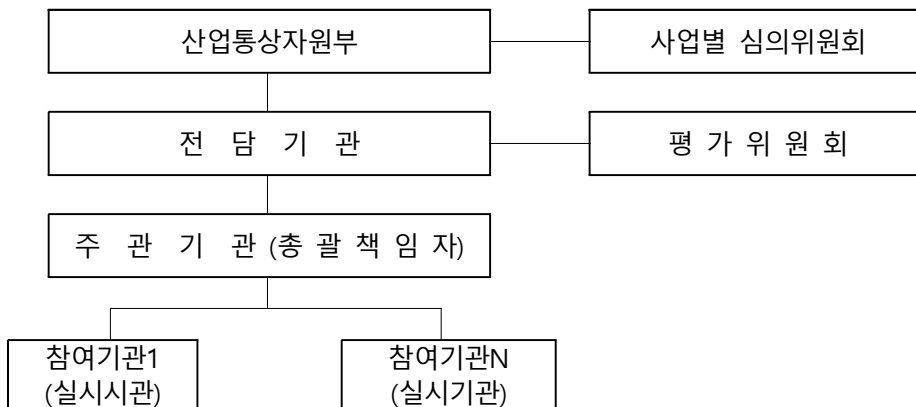 산업통상자원부
사업별 심의위원회
전 담 기 관
평 가 위 원 회
주 관 기 관 (총 괄 책 임 자)
참여기관1
(실시시관)
참여기관N
(실시기관)